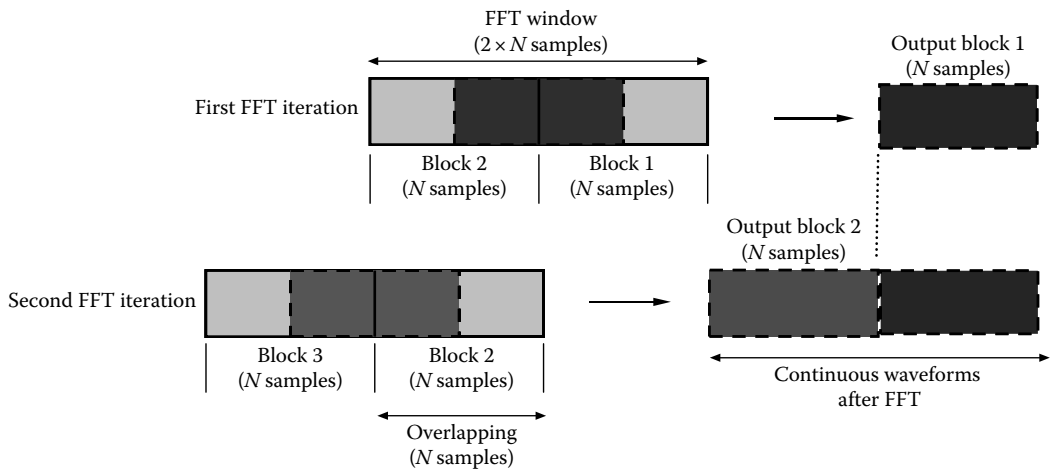 FFT window
(2 × N samples)
Output block 1
(N samples)
First FFT iteration
Block 2
(N samples)
Block 1
(N samples)
Output block 2
(N samples)
Second FFT iteration
Block 3
(N samples)
Block 2
(N samples)
Continuous waveforms
after FFT
Overlapping
(N samples)